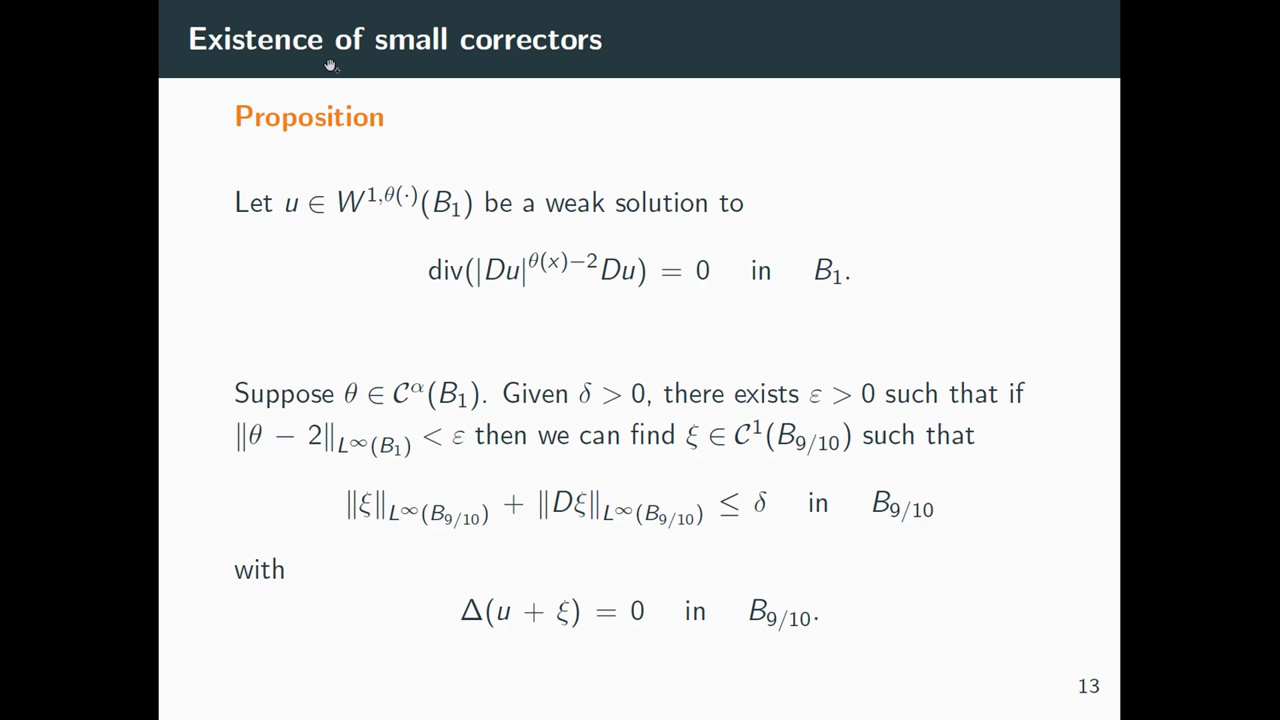 Existence of small correctors
Proposition
Let u ∈ W^{1,θ(·)}(B_1) be a weak solution to
div(|Du|^{θ(x)−2}Du) = 0 in B_1.
Suppose θ ∈ 𝒞^α(B_1). Given δ > 0, there exists ε > 0 such that if
‖θ − 2‖_{L^∞(B_1)} < ε then we can find ξ ∈ 𝒞^1(B_{9/10}) such that
‖ξ‖_{L^∞(B_{9/10})} + ‖Dξ‖_{L^∞(B_{9/10})} ≤ δ in B_{9/10}
with
Δ(u + ξ) = 0 in B_{9/10}.
13